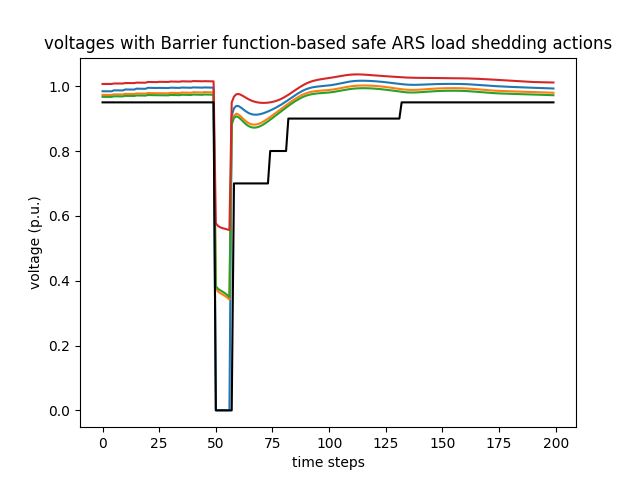 voltages with Barrier function-based safe ARS load shedding actions
voltage (p.u.)
1.0
0.8
0.6
0.4
0.2
0.0
0 25 50 75 100 125 150 175 200
time steps